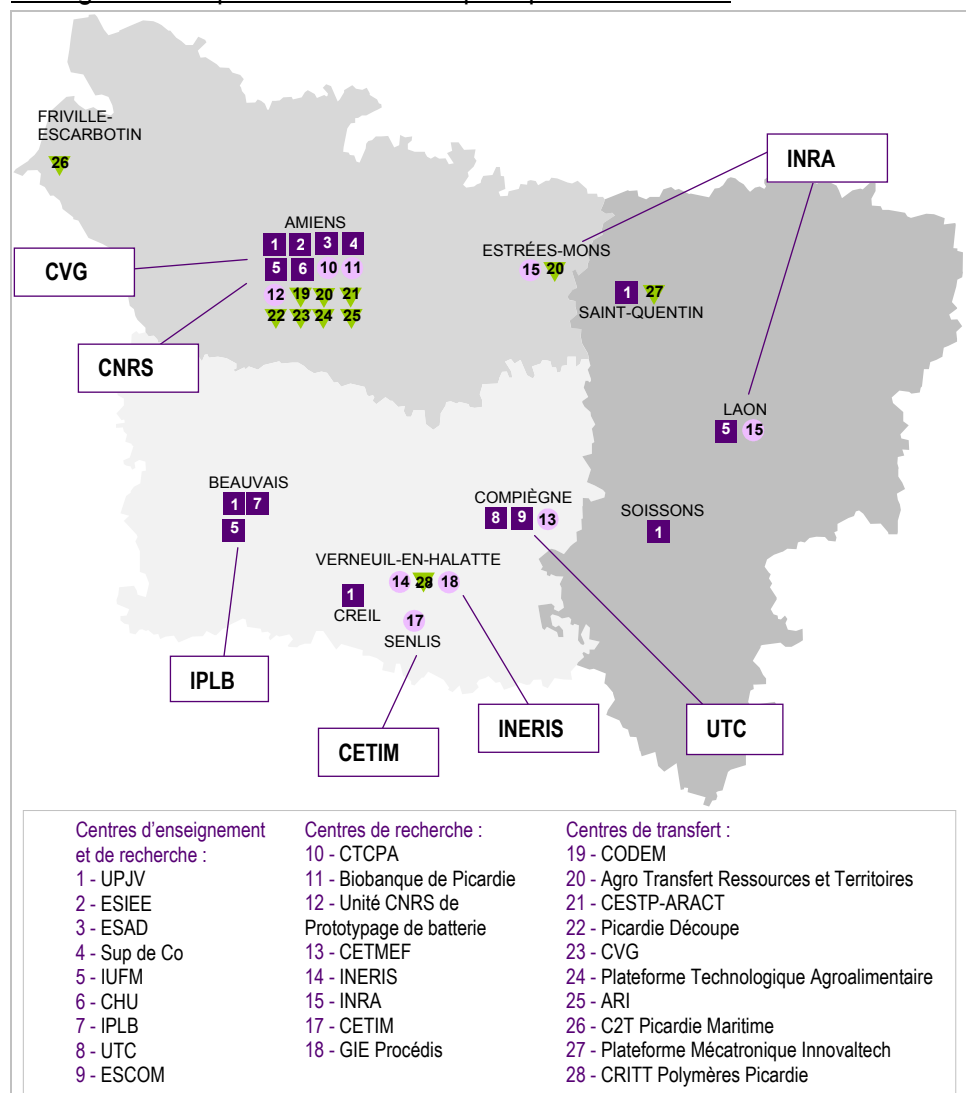 FRIVILLE-
ESCARBOTIN
26
INRA
AMIENS
1 2 3 4
5 6 10 11
12 19 20 21
22 23 24 25
CVG
CNRS
ESTRÉES-MONS
15 20
1 27
SAINT-QUENTIN
LAON
5 15
BEAUVAIS
1 7
5
COMPIÈGNE
8 9 13
SOISSONS
1
VERNEUIL-EN-HALATTE
14 28 18
1
CREIL
17
SENLIS
IPLB
CETIM
INERIS
UTC
Centres d'enseignement
et de recherche :
1 - UPJV
2 - ESIEE
3 - ESAD
4 - Sup de Co
5 - IUFM
6 - CHU
7 - IPLB
8 - UTC
9 - ESCOM
Centres de recherche :
10 - CTCPA
11 - Biobanque de Picardie
12 - Unité CNRS de
Prototypage de batterie
13 - CETMEF
14 - INERIS
15 - INRA
17 - CETIM
18 - GIE Procédis
Centres de transfert :
19 - CODEM
20 - Agro Transfert Ressources et Territoires
21 - CESTP-ARACT
22 - Picardie Découpe
23 - CVG
24 - Plateforme Technologique Agroalimentaire
25 - ARI
26 - C2T Picardie Maritime
27 - Plateforme Mécatronique Innovaltech
28 - CRITT Polymères Picardie